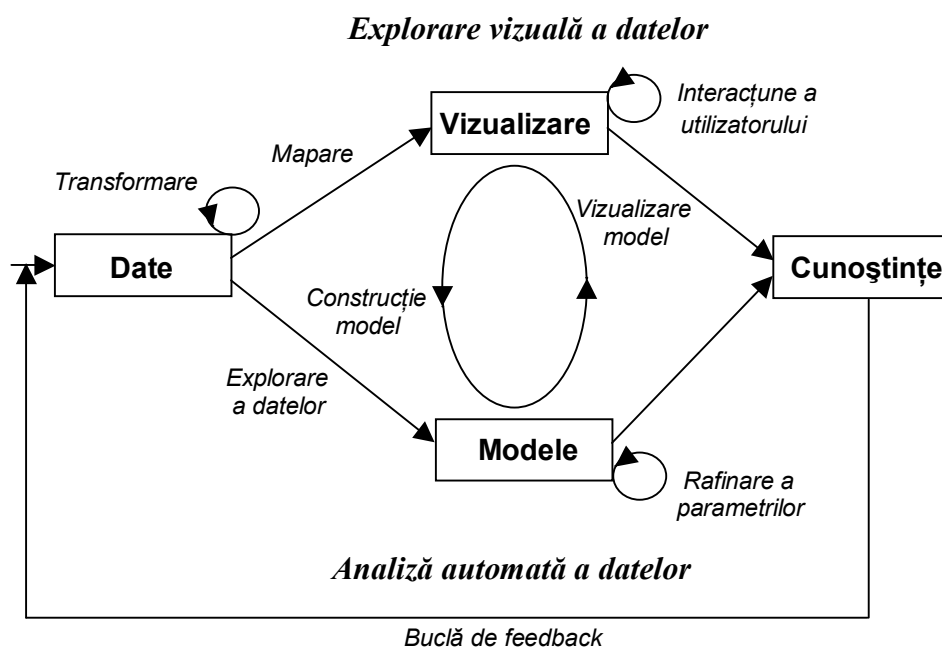 Explorare vizuală a datelor
Interacțune a
utilizatorului
Vizualizare
Mapare
Transformare
Vizualizare
model
Date
Cunoştințe
Construcție
model
Explorare
a datelor
Modele
Rafinare a
parametrilor
Analiză automată a datelor
Buclă de feedback